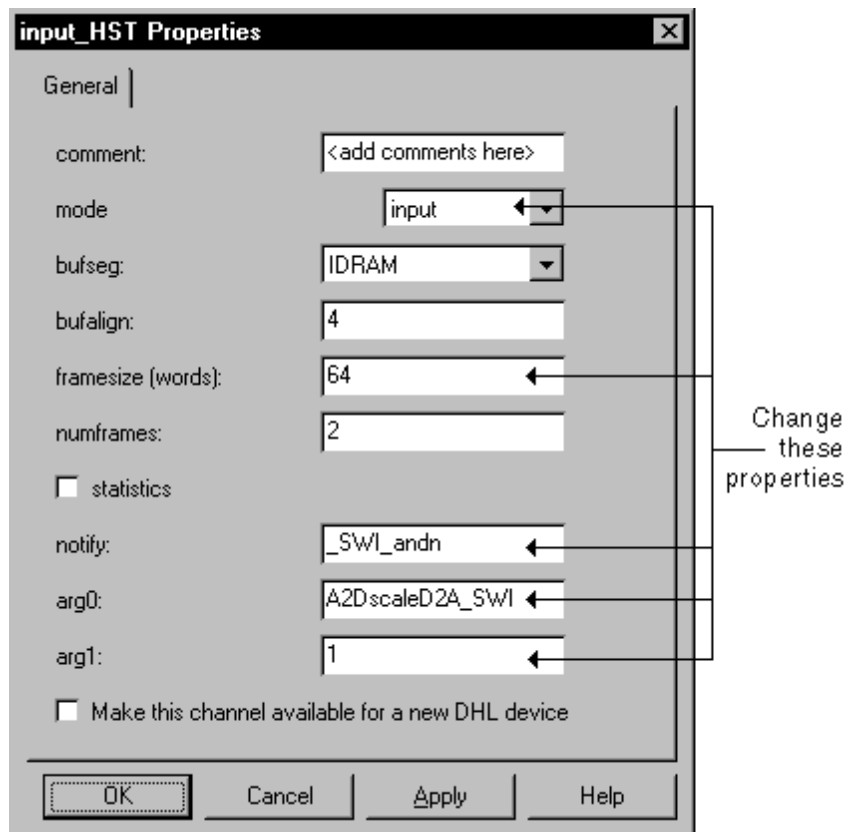 input_HST Properties
General
comment: <add comments here>
mode input
bufseg: IDRAM
bufalign: 4
framesize (words): 64
numframes: 2
statistics
notify: _SWI_andn
arg0: A2DscaleD2A_SWI
arg1: 1
Make this channel available for a new DHL device
OK Cancel Apply Help
Change
these
properties